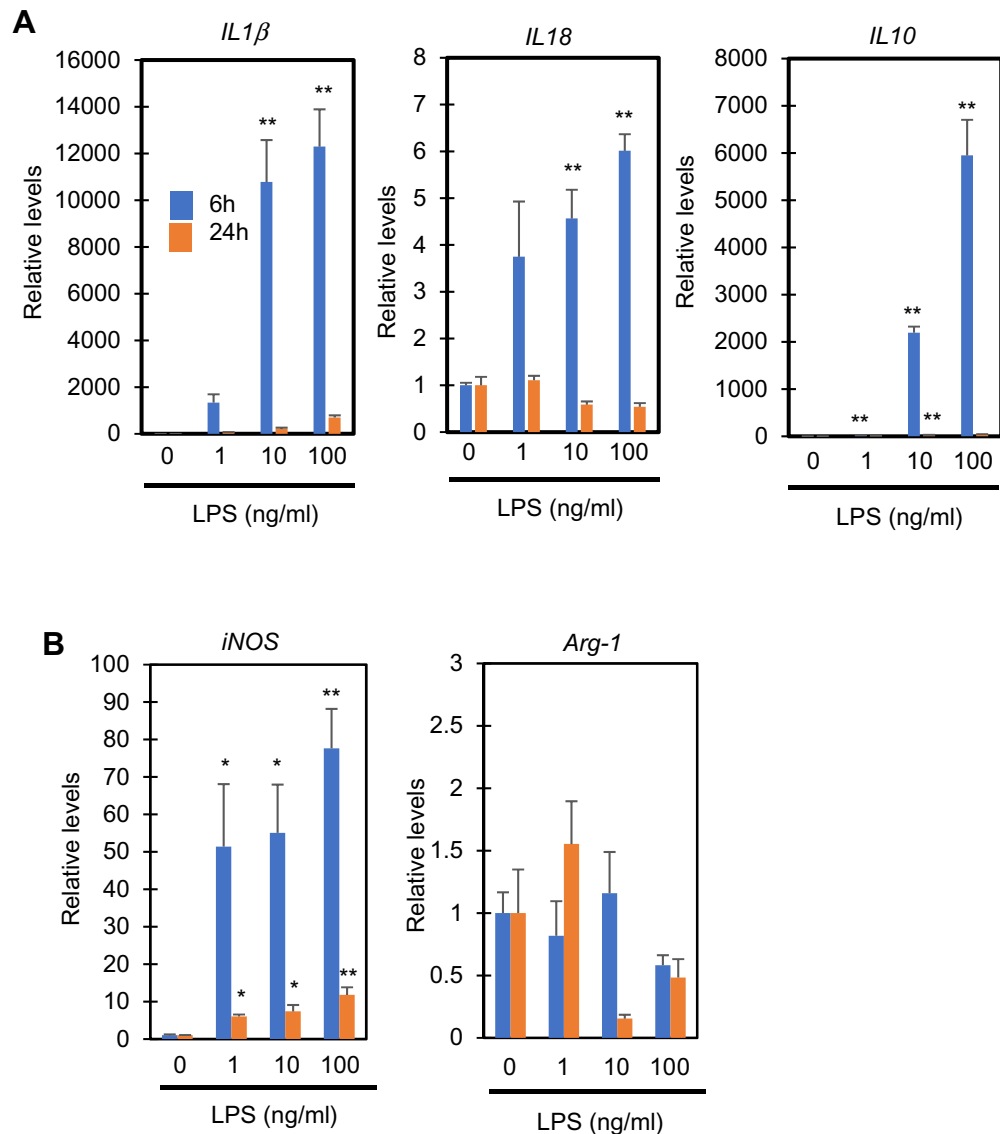 A
IL1β
16000
14000
12000
10000
8000
6000
4000
2000
0
Relative levels
6h
24h
** **
0 1 10 100
LPS (ng/ml)
IL18
8
7
6
5
4
3
2
1
0
Relative levels
**
**
0 1 10 100
LPS (ng/ml)
IL10
8000
7000
6000
5000
4000
3000
2000
1000
0
Relative levels
**
**
** **
0 1 10 100
LPS (ng/ml)
B
iNOS
100
90
80
70
60
50
40
30
20
10
0
Relative levels
**
* *
**
* *
0 1 10 100
LPS (ng/ml)
Arg-1
3
2.5
2
1.5
1
0.5
0
Relative levels
0 1 10 100
LPS (ng/ml)